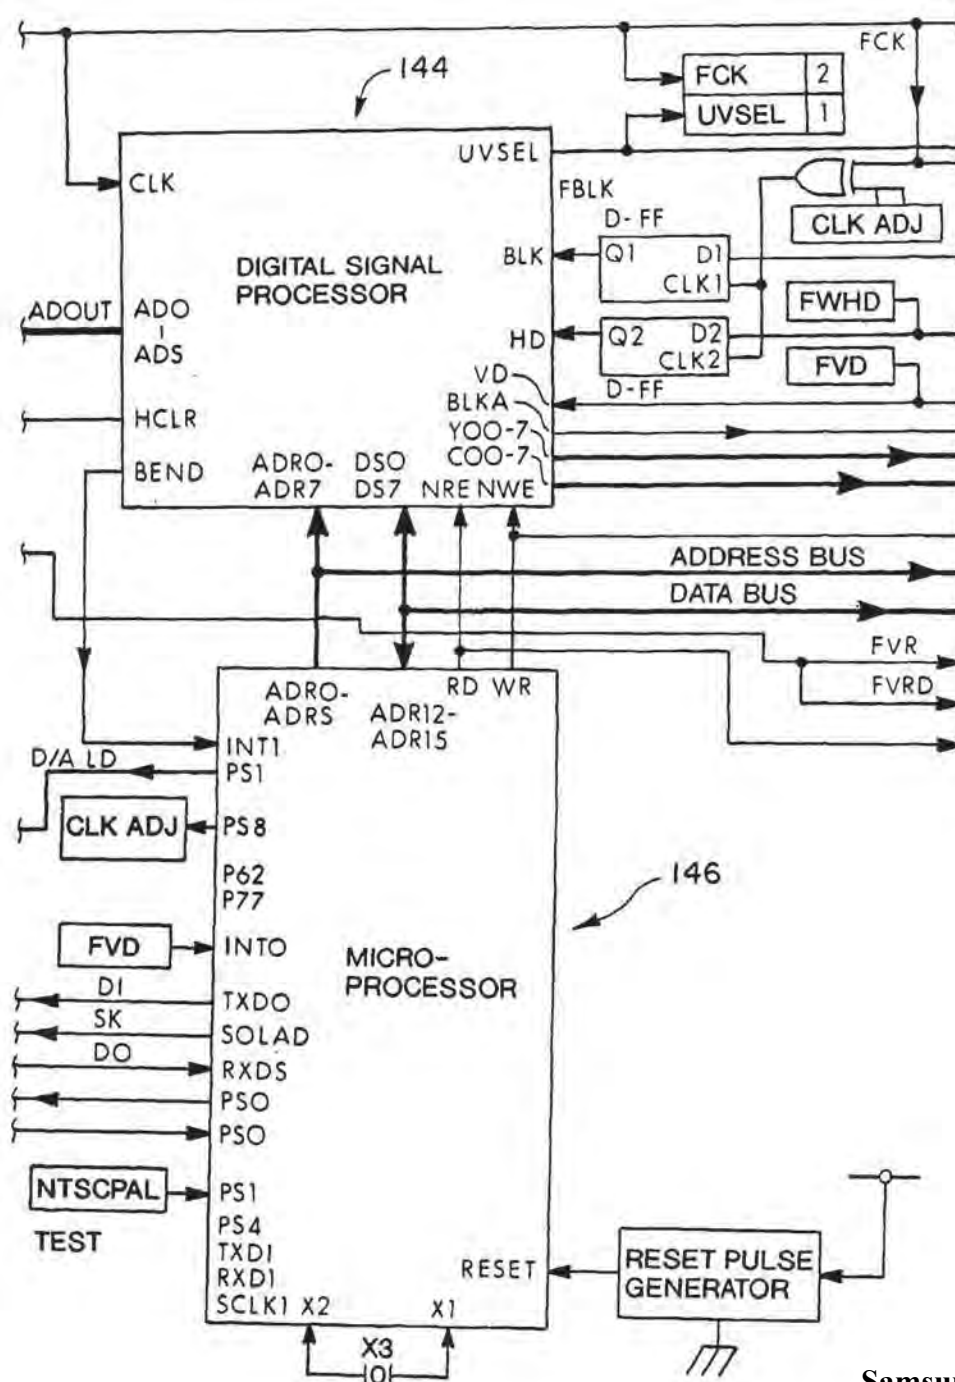 FCK
144
FCK 2
UVSEL 1
UVSEL
CLK
FBLK
D-FF
CLK ADJ
DIGITAL SIGNAL
PROCESSOR
BLK
Q1 D1
CLK1
ADOUT
ADO
ADS
FWHD
HD
Q2 D2
CLK2
D-FF
FVD
VD
BLKA
YOO-7
COO-7
HCLR
BEND
ADRO-
ADR7
DSO
DS7
NRE NWE
ADDRESS BUS
DATA BUS
FVR
FVRD
ADRO-
ADRS
ADR12-
ADR15
RD WR
INT1
D/A LD
PS1
CLK ADJ
PS8
P62
P77
146
FVD
INTO
MICRO-
PROCESSOR
DI
TXDO
SK
SOLAD
DO
RXDS
PSO
PSO
NTSCPAL
PS1
TEST
PS4
TXD1
RXD1
SCLK1 X2 X1
RESET
RESET PULSE
GENERATOR
X3